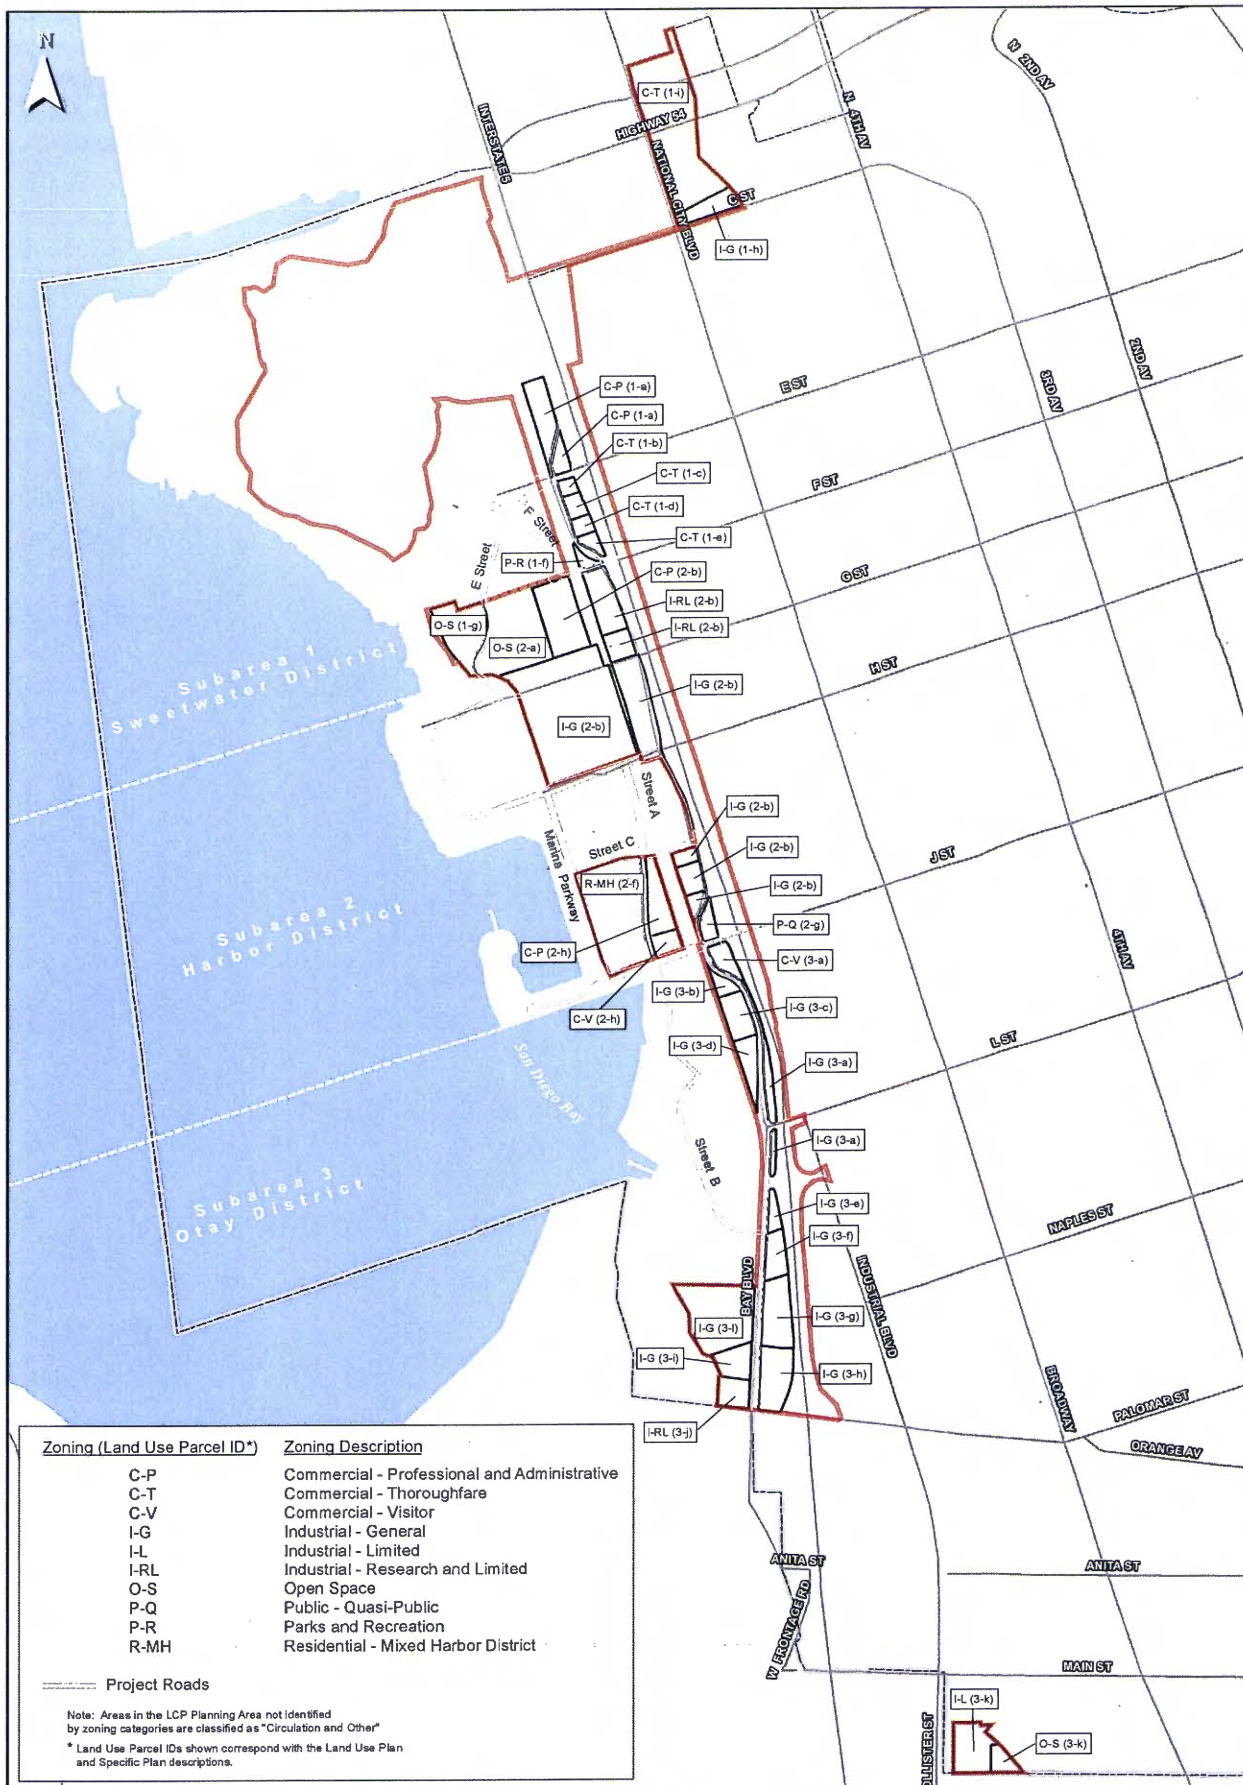 N
C-T (1-i)
HIGHWAY 54
INTERSTATE 5
NATIONAL CITY BLVD
N. 4TH AV
N 2ND AV
C ST
I-G (1-h)
2ND AV
3RD AV
E ST
C-P (1-a)
C-P (1-a)
C-T (1-b)
C-T (1-c)
F ST
C-T (1-d)
F Street
C-T (1-e)
E Street
P-R (1-f)
C-P (2-b)
G ST
I-RL (2-b)
O-S (1-g)
I-RL (2-b)
O-S (2-a)
H ST
Subarea 1
Sweetwater District
I-G (2-b)
I-G (2-b)
Street A
I-G (2-b)
Street C
I-G (2-b)
J ST
Marina Parkway
R-MH (2-f)
I-G (2-b)
P-Q (2-g)
Subarea 2
Harbor District
C-P (2-h)
C-V (3-a)
4TH AV
I-G (3-b)
I-G (3-c)
C-V (2-h)
I-G (3-d)
L ST
San Diego Bay
I-G (3-a)
I-G (3-a)
Street B
Subarea 3
Otay District
I-G (3-e)
NAPLES ST
I-G (3-f)
BAY BLVD
INDUSTRIAL BLVD
I-G (3-g)
I-G (3-l)
I-G (3-i)
I-G (3-h)
BROADWAY
PALOMAR ST
I-RL (3-j)
ORANGE AV
Zoning (Land Use Parcel ID*) Zoning Description
C-P Commercial - Professional and Administrative
C-T Commercial - Thoroughfare
C-V Commercial - Visitor
I-G Industrial - General
I-L Industrial - Limited
I-RL Industrial - Research and Limited
O-S Open Space
P-Q Public - Quasi-Public
P-R Parks and Recreation
R-MH Residential - Mixed Harbor District
Project Roads
Note: Areas in the LCP Planning Area not identified
by zoning categories are classified as "Circulation and Other"
* Land Use Parcel IDs shown correspond with the Land Use Plan
and Specific Plan descriptions.
ANITA ST
ANITA ST
W FRONTAGE RD
MAIN ST
I-L (3-k)
O-S (3-k)
OLLISTER ST